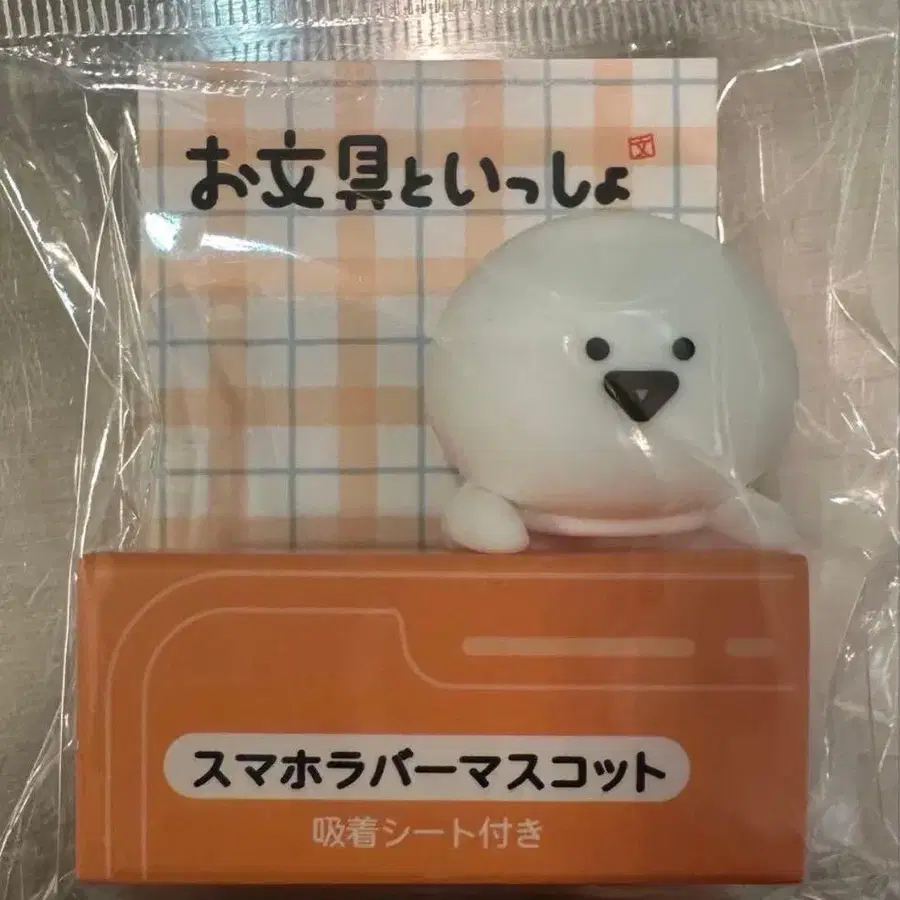 お文具といっしょ
文
スマホラバーマスコット
吸着シート付き